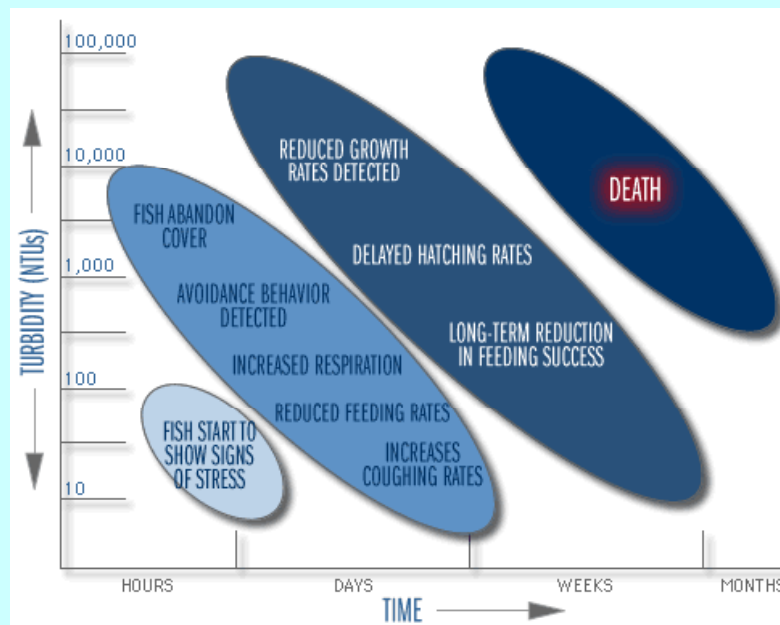 100,000
10,000
1,000
100
10
TURBIDITY (NTUs)
REDUCED GROWTH
RATES DETECTED
DEATH
FISH ABANDON
COVER
DELAYED HATCHING RATES
AVOIDANCE BEHAVIOR
DETECTED
LONG-TERM REDUCTION
IN FEEDING SUCCESS
INCREASED RESPIRATION
REDUCED FEEDING RATES
FISH START TO
SHOW SIGNS
OF STRESS
INCREASES
COUGHING RATES
HOURS
DAYS
WEEKS
MONTHS
TIME